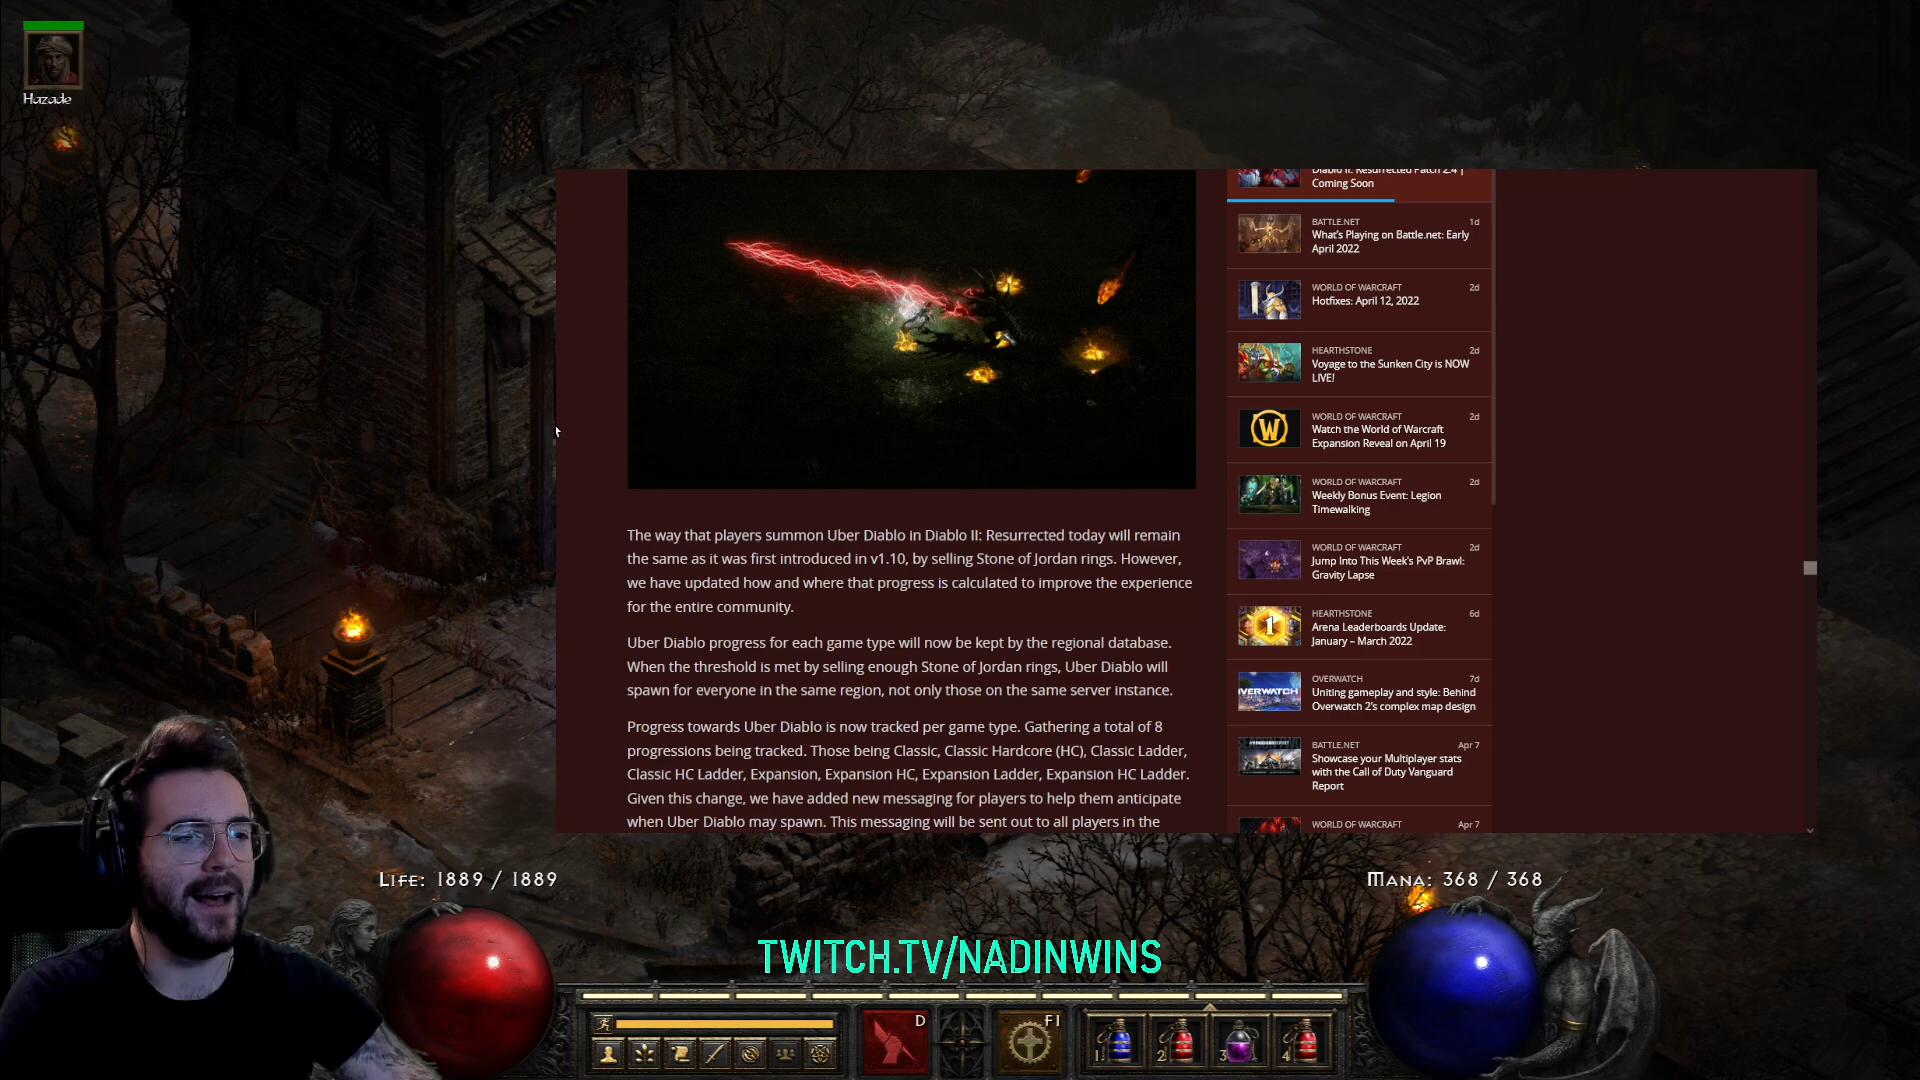 Hazade
The way that players summon Uber Diablo in Diablo II: Resurrected today will remain
the same as it was first introduced in v1.10, by selling Stone of Jordan rings. However,
we have updated how and where that progress is calculated to improve the experience
for the entire community.
Uber Diablo progress for each game type will now be kept by the regional database.
When the threshold is met by selling enough Stone of Jordan rings, Uber Diablo will
spawn for everyone in the same region, not only those on the same server instance.
Progress towards Uber Diablo is now tracked per game type. Gathering a total of 8
progressions being tracked. Those being Classic, Classic Hardcore (HC), Classic Ladder,
Classic HC Ladder, Expansion, Expansion HC, Expansion Ladder, Expansion HC Ladder.
Given this change, we have added new messaging for players to help them anticipate
when Uber Diablo may spawn. This messaging will be sent out to all players in the
Diablo II: Resurrected Patch 2.4 |
Coming Soon
BATTLE.NET 1d
What's Playing on Battle.net: Early
April 2022
WORLD OF WARCRAFT 2d
Hotfixes: April 12, 2022
HEARTHSTONE 2d
Voyage to the Sunken City is NOW
LIVE!
W
WORLD OF WARCRAFT 2d
Watch the World of Warcraft
Expansion Reveal on April 19
WORLD OF WARCRAFT 2d
Weekly Bonus Event: Legion
Timewalking
WORLD OF WARCRAFT 2d
Jump Into This Week's PvP Brawl:
Gravity Lapse
1
HEARTHSTONE 6d
Arena Leaderboards Update:
January – March 2022
OVERWATCH 7d
Uniting gameplay and style: Behind
Overwatch 2's complex map design
BATTLE.NET Apr 7
Showcase your Multiplayer stats
with the Call of Duty Vanguard
Report
WORLD OF WARCRAFT Apr 7
Life: 1889 / 1889
Mana: 368 / 368
TWITCH.TV/NADINWINS
D
F1
1
2
3
4